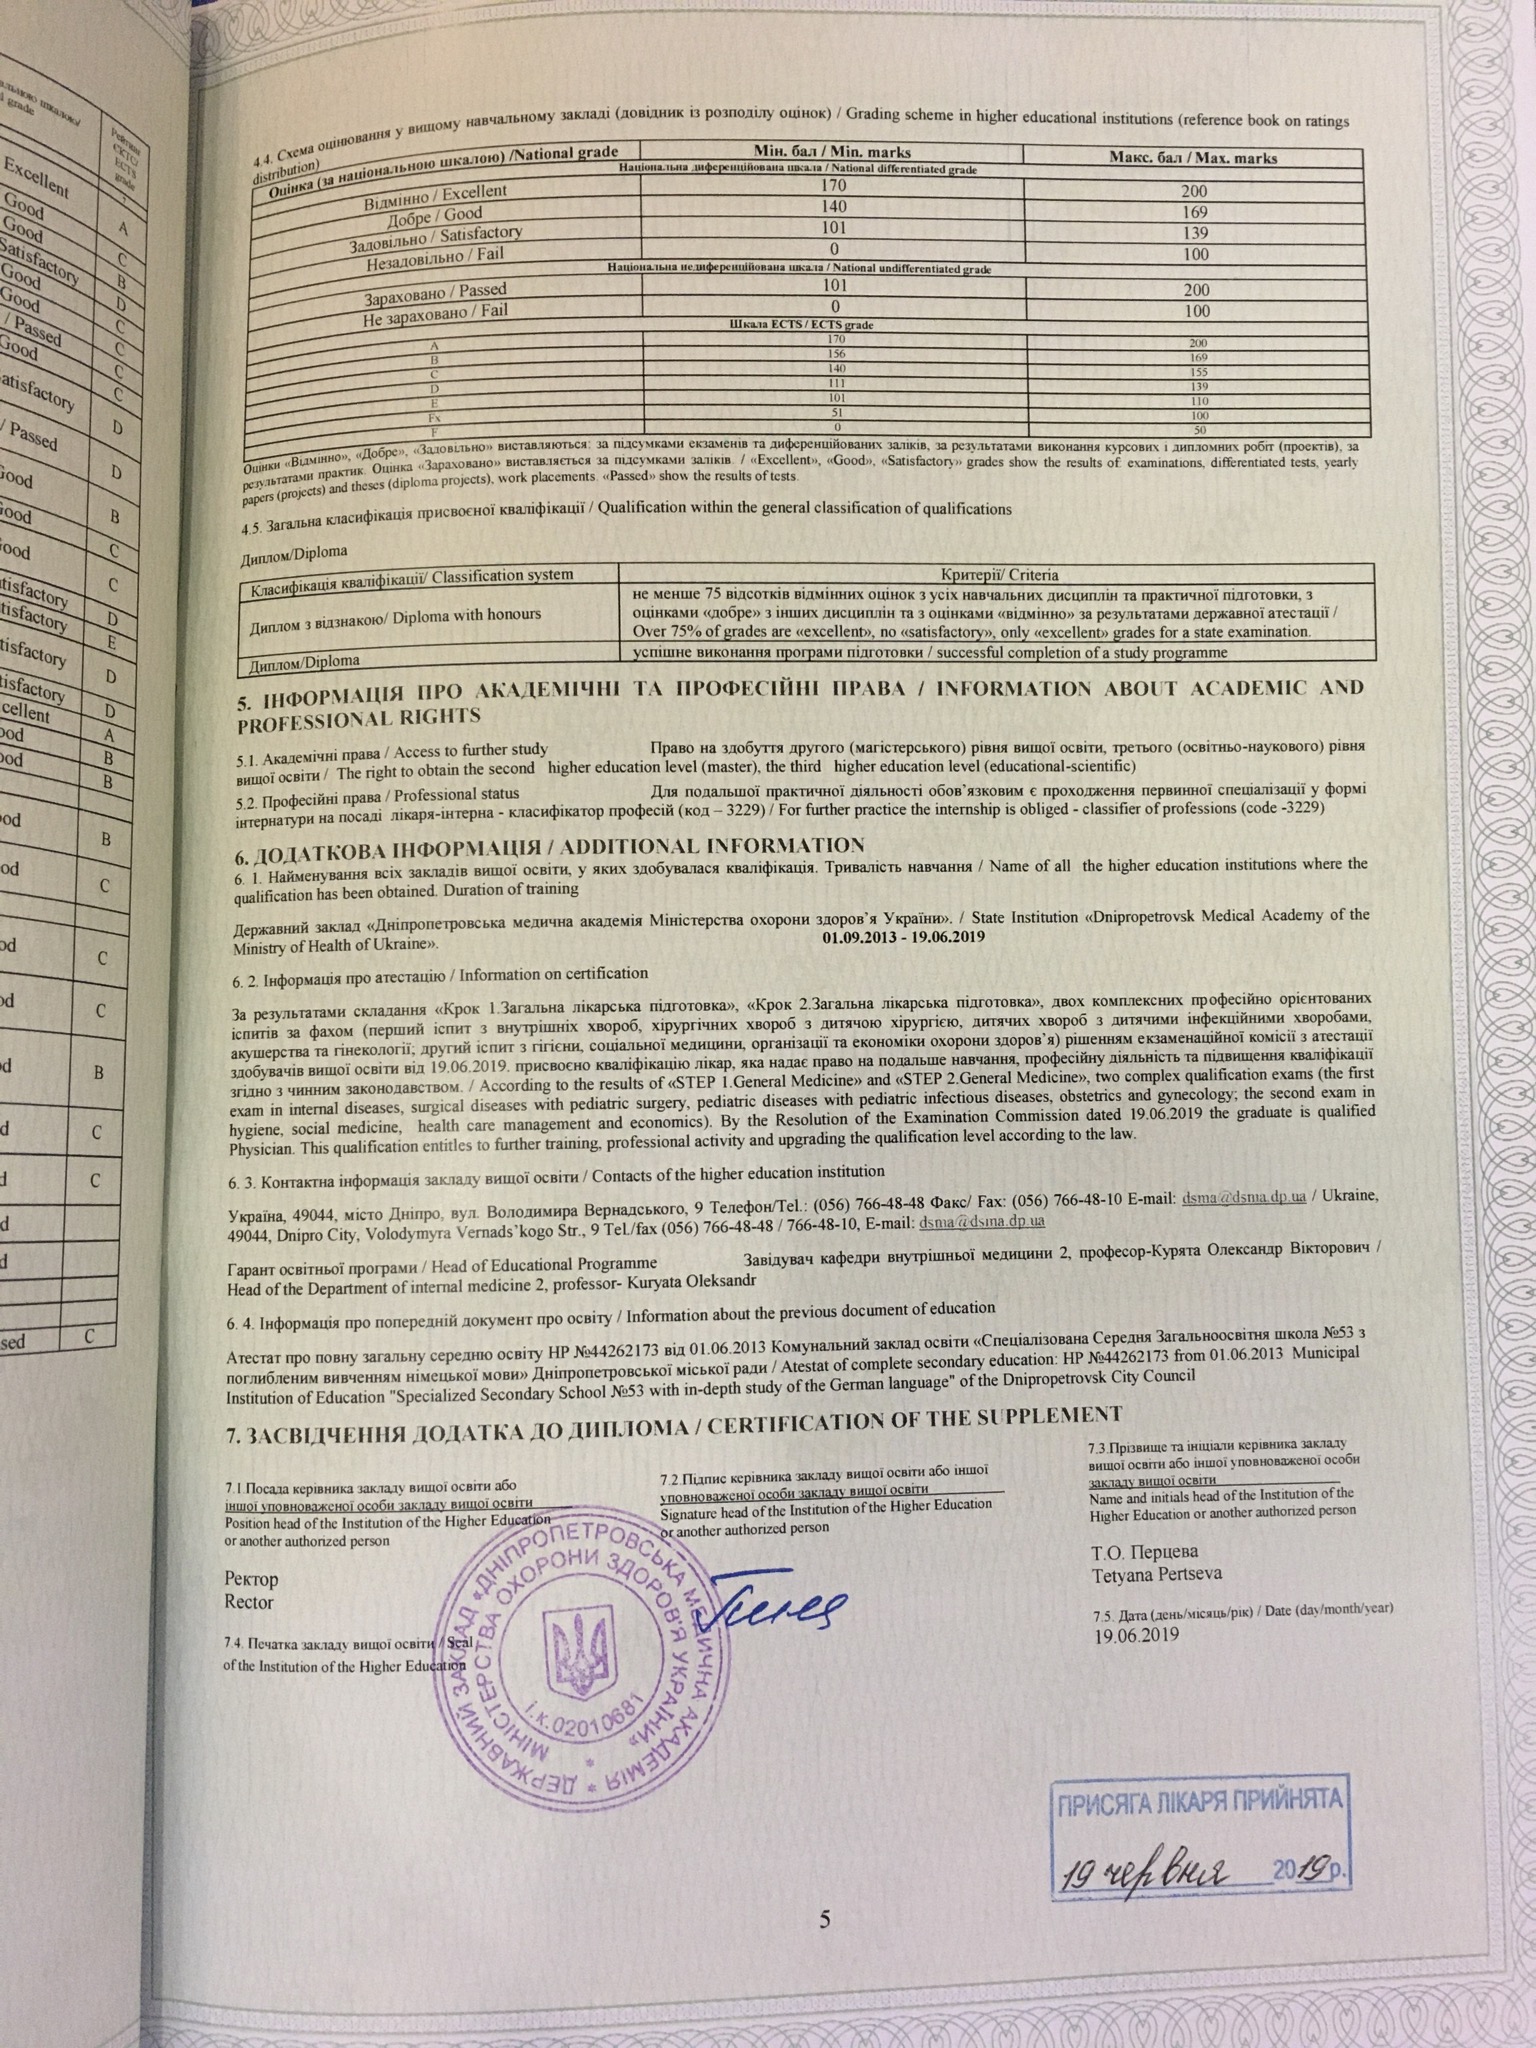 альною шкалою/
l grade
Рейтинг
ЄКТС/
ECTS
grade
7
Excellent
A
Good
C
Good
B
Satisfactory
D
Good
C
Good
C
/ Passed
C
Good
C
atisfactory
D
/ Passed
D
Good
B
Good
C
ood
C
tisfactory
D
tisfactory
E
tisfactory
D
tisfactory
D
cellent
A
ood
B
ood
B
ood
B
od
C
od
C
od
C
d
B
d
C
d
C
d
d
sed
C
4.4. Схема оцінювання у вищому навчальному закладі (довідник із розподілу оцінок) / Grading scheme in higher educational institutions (reference book on ratings
distribution)
Оцінка (за національною шкалою) /National grade Мін. бал / Min. marks Макс. бал / Max. marks
Національна диференційована шкала / National differentiated grade
Відмінно / Excellent 170 200
Добре / Good 140 169
Задовільно / Satisfactory 101 139
Незадовільно / Fail 0 100
Національна недиференційована шкала / National undifferentiated grade
Зараховано / Passed 101 200
Не зараховано / Fail 0 100
Шкала ECTS / ECTS grade
A 170 200
B 156 169
C 140 155
D 111 139
E 101 110
Fx 51 100
F 0 50
Оцінки «Відмінно», «Добре», «Задовільно» виставляються: за підсумками екзаменів та диференційованих заліків, за результатами виконання курсових і дипломних робіт (проектів), за
результатами практик. Оцінка «Зараховано» виставляється за підсумками заліків. / «Excellent», «Good», «Satisfactory» grades show the results of examinations, differentiated tests, yearly
papers (projects) and theses (diploma projects), work placements. «Passed» show the results of tests.
4.5. Загальна класифікація присвоєної кваліфікації / Qualification within the general classification of qualifications
Диплом/Diploma
Класифікація кваліфікації/ Classification system Критерії/ Criteria
Диплом з відзнакою/ Diploma with honours
не менше 75 відсотків відмінних оцінок з усіх навчальних дисциплін та практичної підготовки, з
оцінками «добре» з інших дисциплін та з оцінками «відмінно» за результатами державної атестації /
Over 75% of grades are «excellent», no «satisfactory», only «excellent» grades for a state examination.
Диплом/Diploma успішне виконання програми підготовки / successful completion of a study programme
5. ІНФОРМАЦІЯ ПРО АКАДЕМІЧНІ ТА ПРОФЕСІЙНІ ПРАВА / INFORMATION ABOUT ACADEMIC AND
PROFESSIONAL RIGHTS
5.1. Академічні права / Access to further study Право на здобуття другого (магістерського) рівня вищої освіти, третього (освітньо-наукового) рівня
вищої освіти / The right to obtain the second higher education level (master), the third higher education level (educational-scientific)
5.2. Професійні права / Professional status Для подальшої практичної діяльності обов'язковим є проходження первинної спеціалізації у формі
інтернатури на посаді лікаря-інтерна - класифікатор професій (код – 3229) / For further practice the internship is obliged - classifier of professions (code -3229)
6. ДОДАТКОВА ІНФОРМАЦІЯ / ADDITIONAL INFORMATION
6. 1. Найменування всіх закладів вищої освіти, у яких здобувалася кваліфікація. Тривалість навчання / Name of all the higher education institutions where the
qualification has been obtained. Duration of training
Державний заклад «Дніпропетровська медична академія Міністерства охорони здоров'я України». / State Institution «Dnipropetrovsk Medical Academy of the
Ministry of Health of Ukraine». 01.09.2013 - 19.06.2019
6. 2. Інформація про атестацію / Information on certification
За результатами складання «Крок 1.Загальна лікарська підготовка», «Крок 2.Загальна лікарська підготовка», двох комплексних професійно орієнтованих
іспитів за фахом (перший іспит з внутрішніх хвороб, хірургічних хвороб з дитячою хірургією, дитячих хвороб з дитячими інфекційними хворобами,
акушерства та гінекології; другий іспит з гігієни, соціальної медицини, організації та економіки охорони здоров'я) рішенням екзаменаційної комісії з атестації
здобувачів вищої освіти від 19.06.2019. присвоєно кваліфікацію лікар, яка надає право на подальше навчання, професійну діяльність та підвищення кваліфікації
згідно з чинним законодавством. / According to the results of «STEP 1.General Medicine» and «STEP 2.General Medicine», two complex qualification exams (the first
exam in internal diseases, surgical diseases with pediatric surgery, pediatric diseases with pediatric infectious diseases, obstetrics and gynecology; the second exam in
hygiene, social medicine, health care management and economics). By the Resolution of the Examination Commission dated 19.06.2019 the graduate is qualified
Physician. This qualification entitles to further training, professional activity and upgrading the qualification level according to the law.
6. 3. Контактна інформація закладу вищої освіти / Contacts of the higher education institution
Україна, 49044, місто Дніпро, вул. Володимира Вернадського, 9 Телефон/Tel.: (056) 766-48-48 Факс/ Fax: (056) 766-48-10 E-mail: dsma@dsma.dp.ua / Ukraine,
49044, Dnipro City, Volodymyra Vernads'kogo Str., 9 Tel./fax (056) 766-48-48 / 766-48-10, E-mail: dsma@dsma.dp.ua
Гарант освітньої програми / Head of Educational Programme Завідувач кафедри внутрішньої медицини 2, професор-Курята Олександр Вікторович /
Head of the Department of internal medicine 2, professor- Kuryata Oleksandr
6. 4. Інформація про попередній документ про освіту / Information about the previous document of education
Атестат про повну загальну середню освіту НР №44262173 від 01.06.2013 Комунальний заклад освіти «Спеціалізована Середня Загальноосвітня школа №53 з
поглибленим вивченням німецької мови» Дніпропетровської міської ради / Atestat of complete secondary education: НР №44262173 from 01.06.2013 Municipal
Institution of Education "Specialized Secondary School №53 with in-depth study of the German language" of the Dnipropetrovsk City Council
7. ЗАСВІДЧЕННЯ ДОДАТКА ДО ДИПЛОМА / CERTIFICATION OF THE SUPPLEMENT
7.1 Посада керівника закладу вищої освіти або
іншої уповноваженої особи закладу вищої освіти
Position head of the Institution of the Higher Education
or another authorized person
Ректор
Rector
7.2.Підпис керівника закладу вищої освіти або іншої
уповноваженої особи закладу вищої освіти
Signature head of the Institution of the Higher Education
or another authorized person
7.3.Прізвище та ініціали керівника закладу
вищої освіти або іншої уповноваженої особи
закладу вищої освіти
Name and initials head of the Institution of the
Higher Education or another authorized person
Т.О. Перцева
Tetyana Pertseva
7.4. Печатка закладу вищої освіти / Seal
of the Institution of the Higher Education
7.5. Дата (день/місяць/рік) / Date (day/month/year)
19.06.2019
ДЕРЖАВНИЙ ЗАКЛАД «ДНІПРОПЕТРОВСЬКА МЕДИЧНА АКАДЕМІЯ
МІНІСТЕРСТВА ОХОРОНИ ЗДОРОВ'Я УКРАЇНИ»
і.к.02010681
ПРИСЯГА ЛІКАРЯ ПРИЙНЯТА
19 червня 2019 р.
5